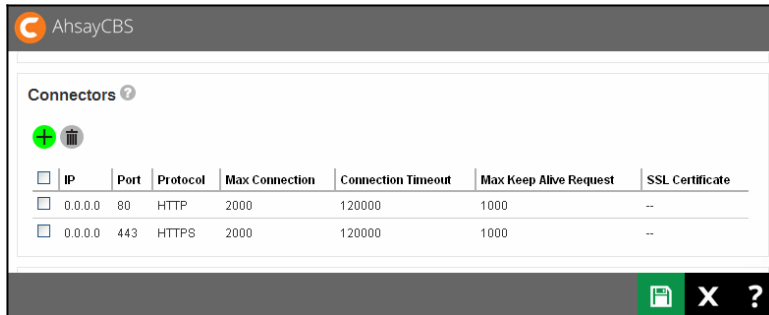 AhsayCBS
Connectors ?
IP Port Protocol Max Connection Connection Timeout Max Keep Alive Request SSL Certificate
0.0.0.0 80 HTTP 2000 120000 1000 --
0.0.0.0 443 HTTPS 2000 120000 1000 --
X ?